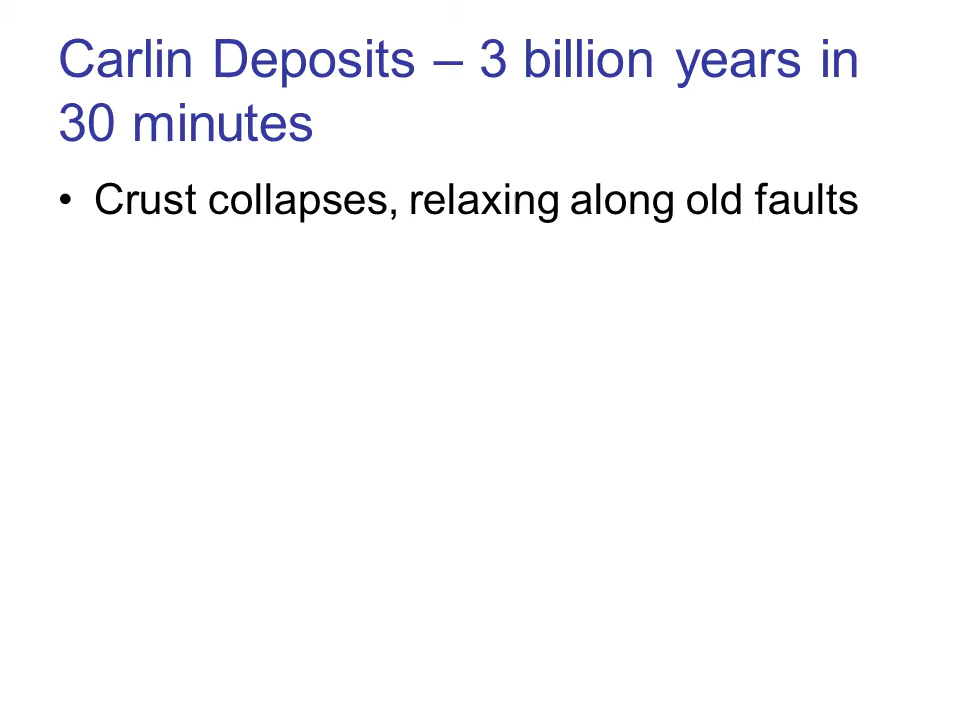 Carlin Deposits – 3 billion years in
30 minutes
• Crust collapses, relaxing along old faults